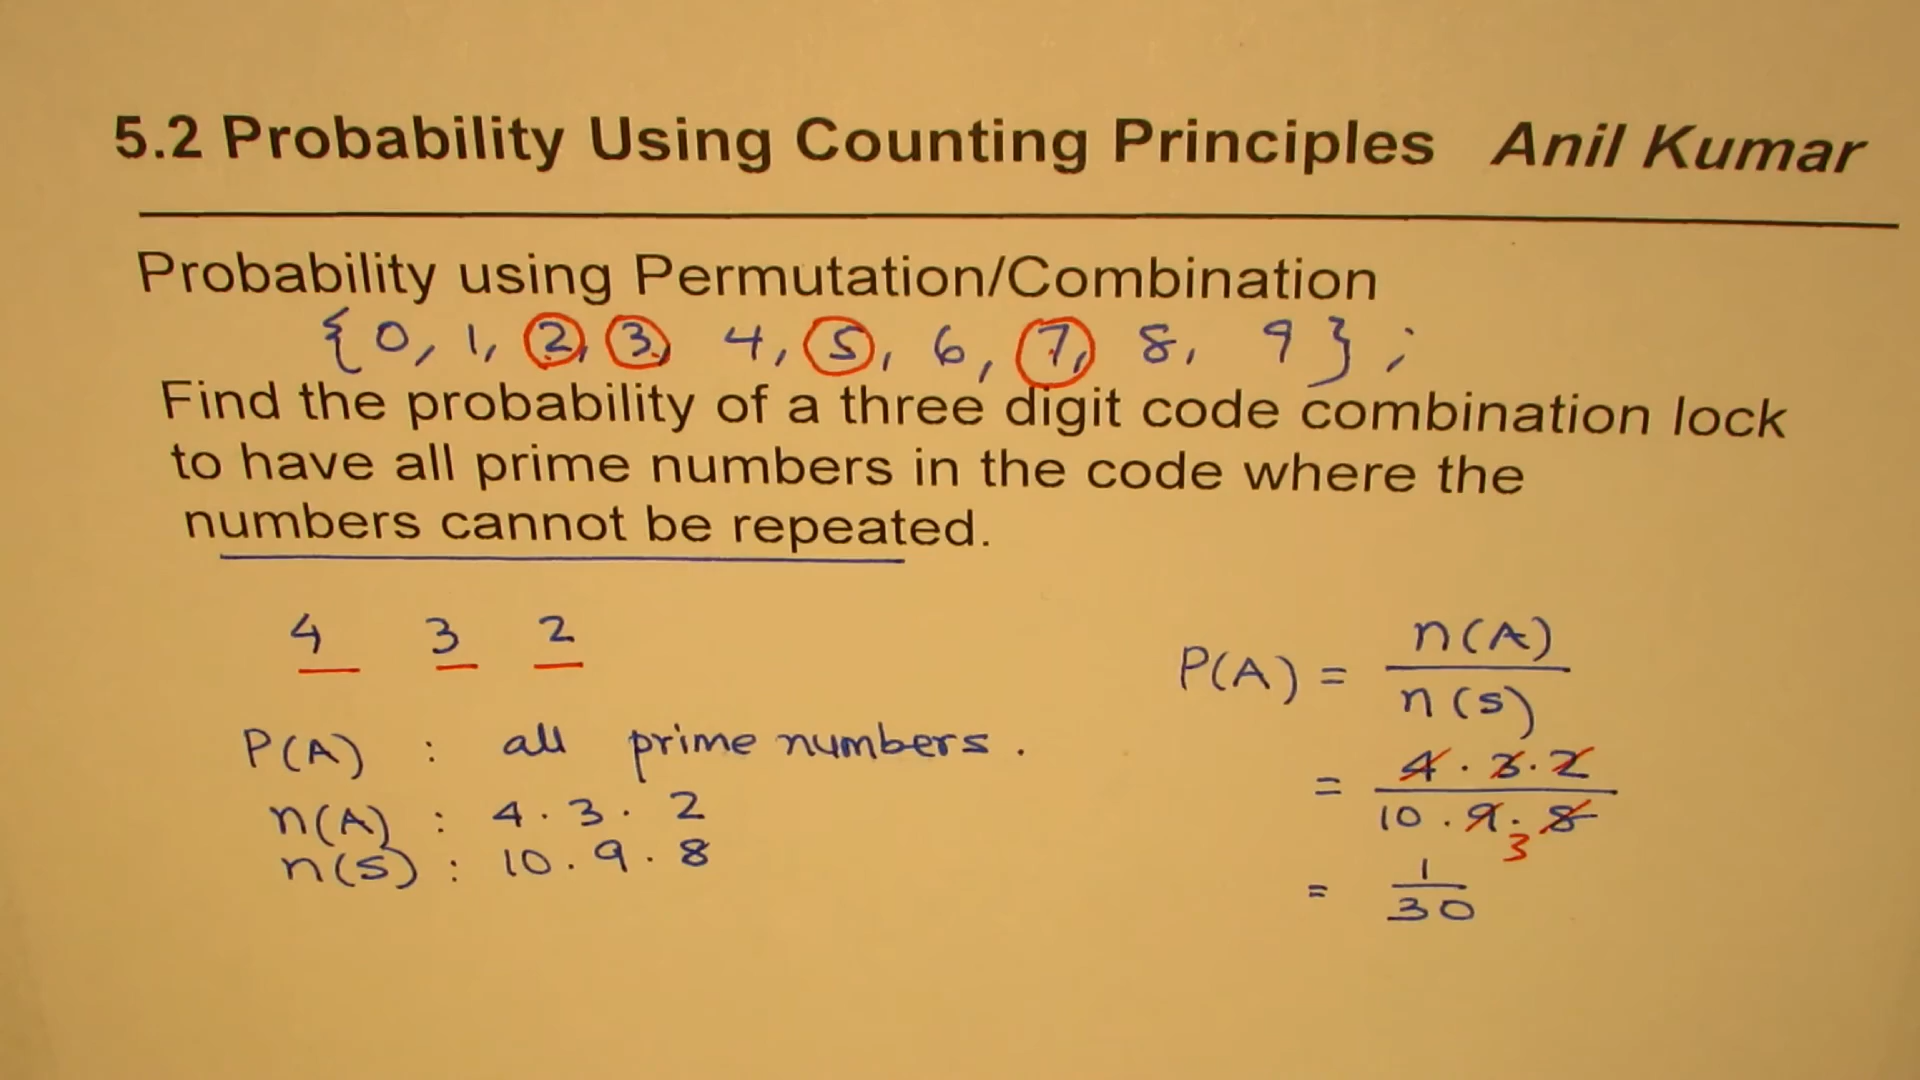 5.2 Probability Using Counting Principles Anil Kumar
Probability using Permutation/Combination
{0, 1, 2, 3, 4, 5, 6, 7, 8, 9};
Find the probability of a three digit code combination lock
to have all prime numbers in the code where the
numbers cannot be repeated.
4 3 2
P(A) : all prime numbers.
n(A) : 4 . 3 . 2
n(S) : 10 . 9 . 8
P(A) = n(A)
n(S)
= 4 . 3 . 2
10 . 9 . 8
3
= 1
30